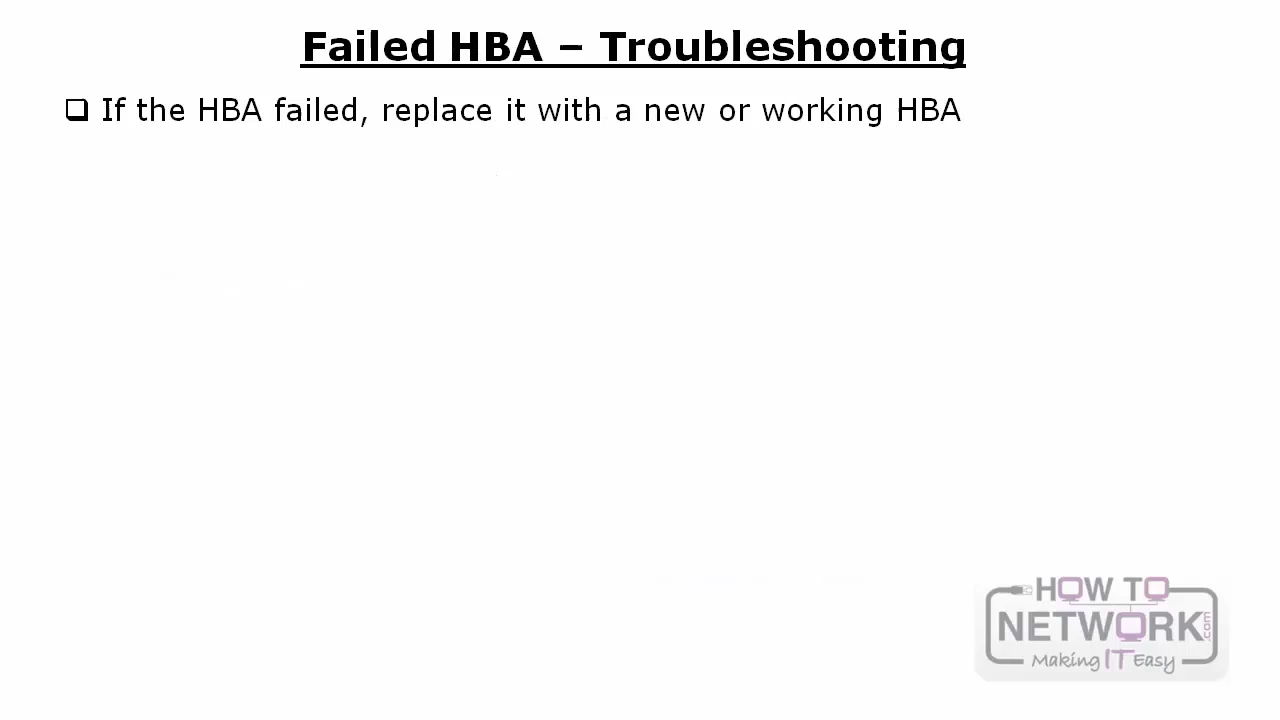 Failed HBA – Troubleshooting
❑ If the HBA failed, replace it with a new or working HBA
HOW TO
NETWORK.com
Making IT Easy